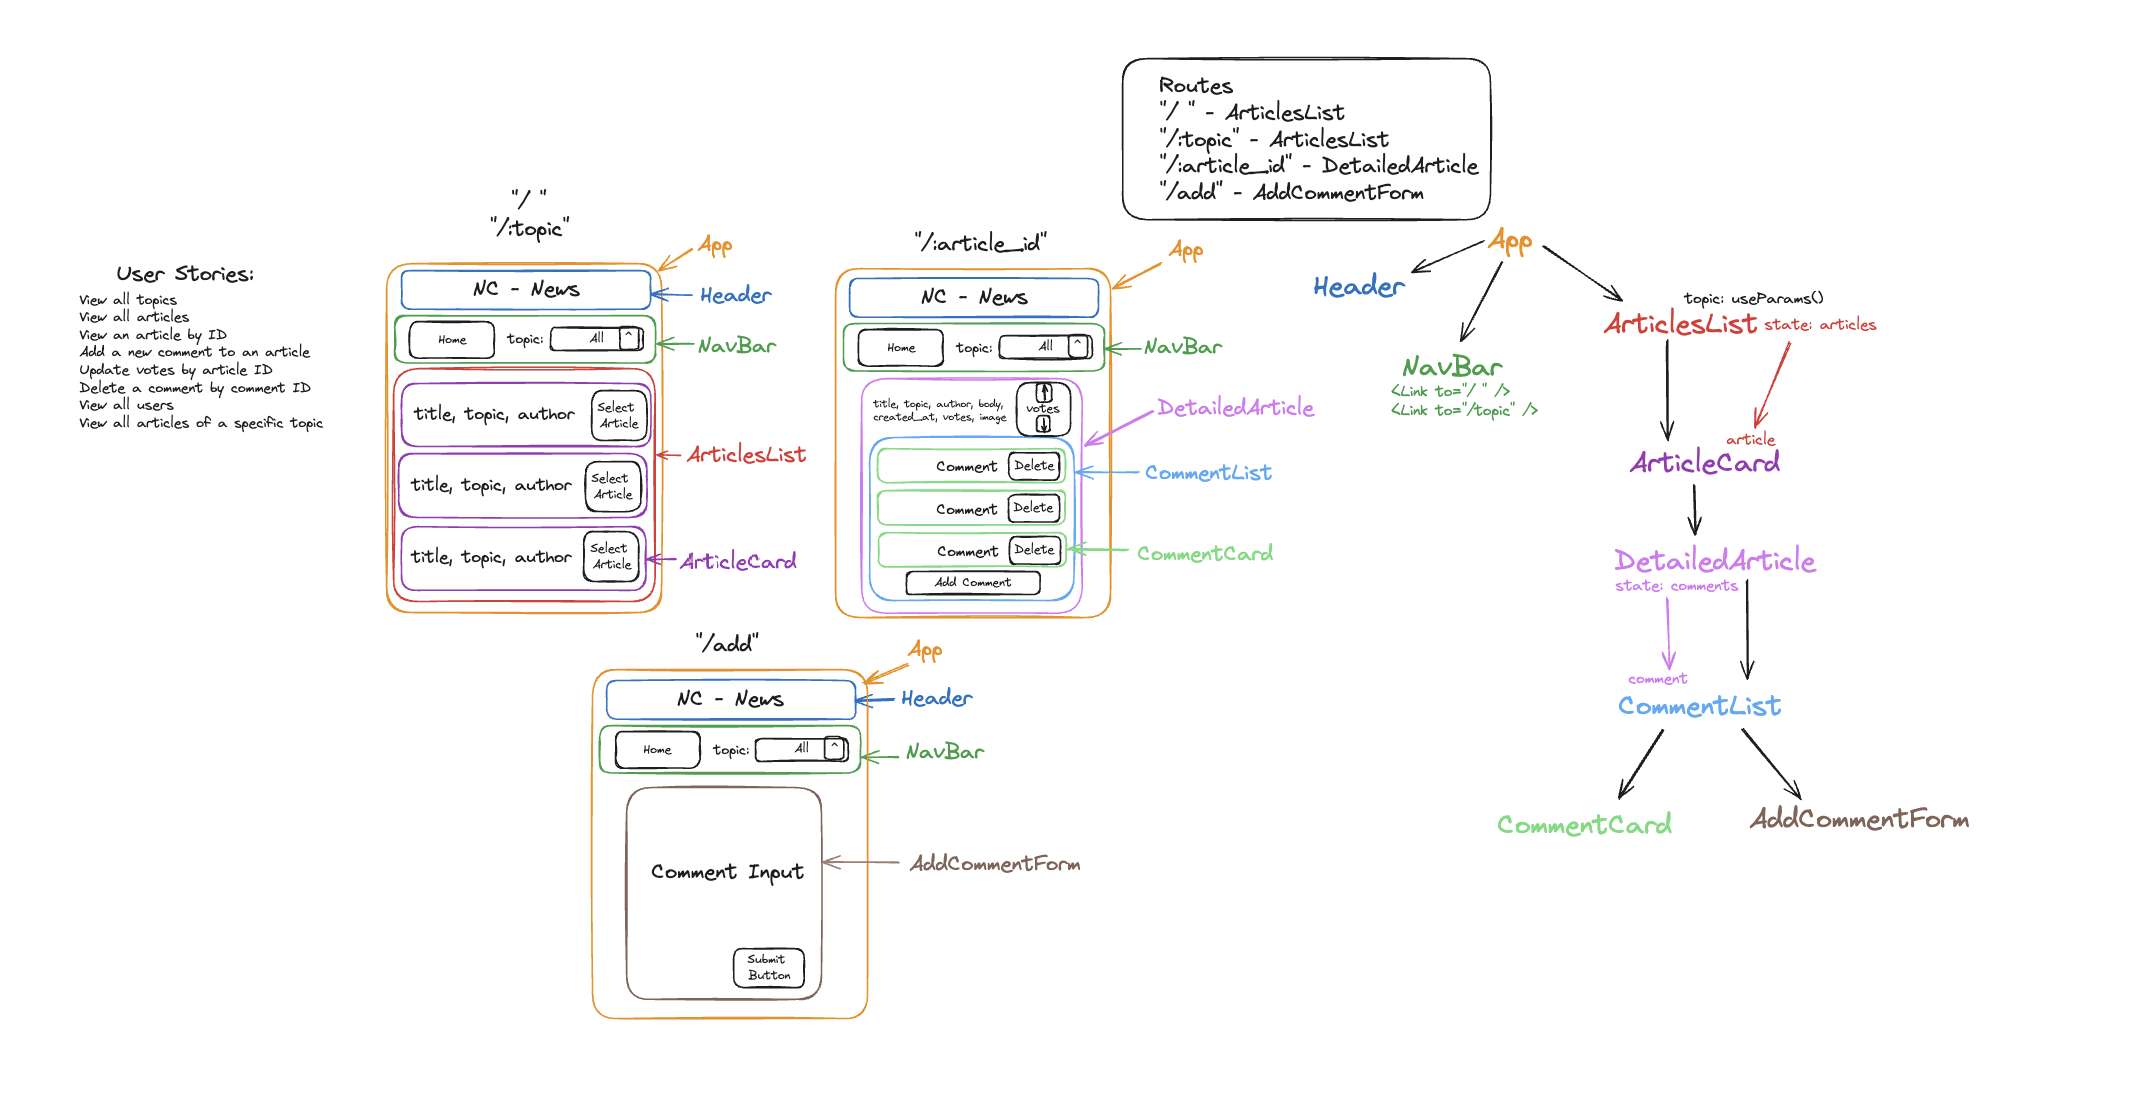 User Stories:
View all topics
View all articles
View an article by ID
Add a new comment to an article
Update votes by article ID
Delete a comment by comment ID
View all users
View all articles of a specific topic
"/ "
"/:topic"
App
NC - News
Header
Home
topic:
All
^
NavBar
title, topic, author
Select
Article
title, topic, author
Select
Article
ArticlesList
title, topic, author
Select
Article
ArticleCard
"/:article_id"
App
NC - News
Home
topic:
All
^
NavBar
title, topic, author, body,
created_at, votes, image
votes
DetailedArticle
Comment
Delete
CommentList
Comment
Delete
Comment
Delete
CommentCard
Add Comment
"/add"
App
NC - News
Header
Home
topic:
All
^
NavBar
Comment Input
AddCommentForm
Submit
Button
Routes
"/ " - ArticlesList
"/:topic" - ArticlesList
"/:article_id" - DetailedArticle
"/add" - AddCommentForm
App
Header
NavBar
<Link to="/ " />
<Link to="/topic" />
topic: useParams()
ArticlesList
state: articles
article
ArticleCard
DetailedArticle
state: comments
comment
CommentList
CommentCard
AddCommentForm